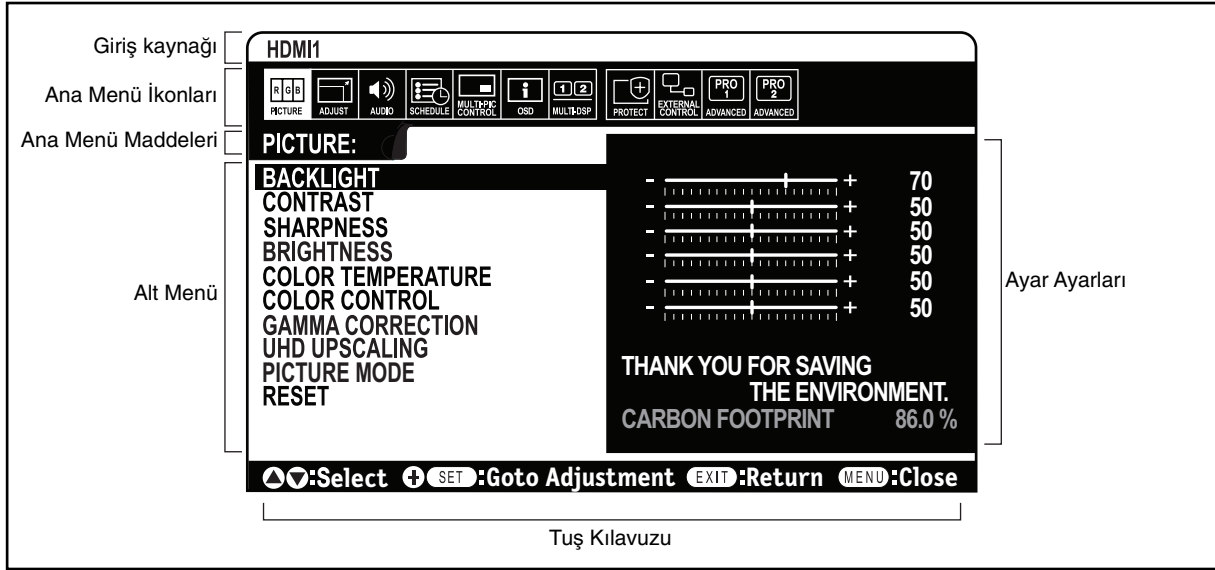 Giriş kaynağı
HDMI1
Ana Menü İkonları
RGB PICTURE ADJUST AUDIO SCHEDULE MULTI-PIC CONTROL i OSD 1 2 MULTI-DSP PROTECT EXTERNAL CONTROL PRO 1 ADVANCED PRO 2 ADVANCED
Ana Menü Maddeleri
PICTURE:
Alt Menü
BACKLIGHT - + 70
CONTRAST - + 50
SHARPNESS - + 50
BRIGHTNESS - + 50
COLOR TEMPERATURE - + 50
COLOR CONTROL - + 50
GAMMA CORRECTION
UHD UPSCALING
PICTURE MODE
RESET
THANK YOU FOR SAVING
THE ENVIRONMENT.
CARBON FOOTPRINT 86.0 %
Ayar Ayarları
:Select SET :Goto Adjustment EXIT :Return MENU :Close
Tuş Kılavuzu